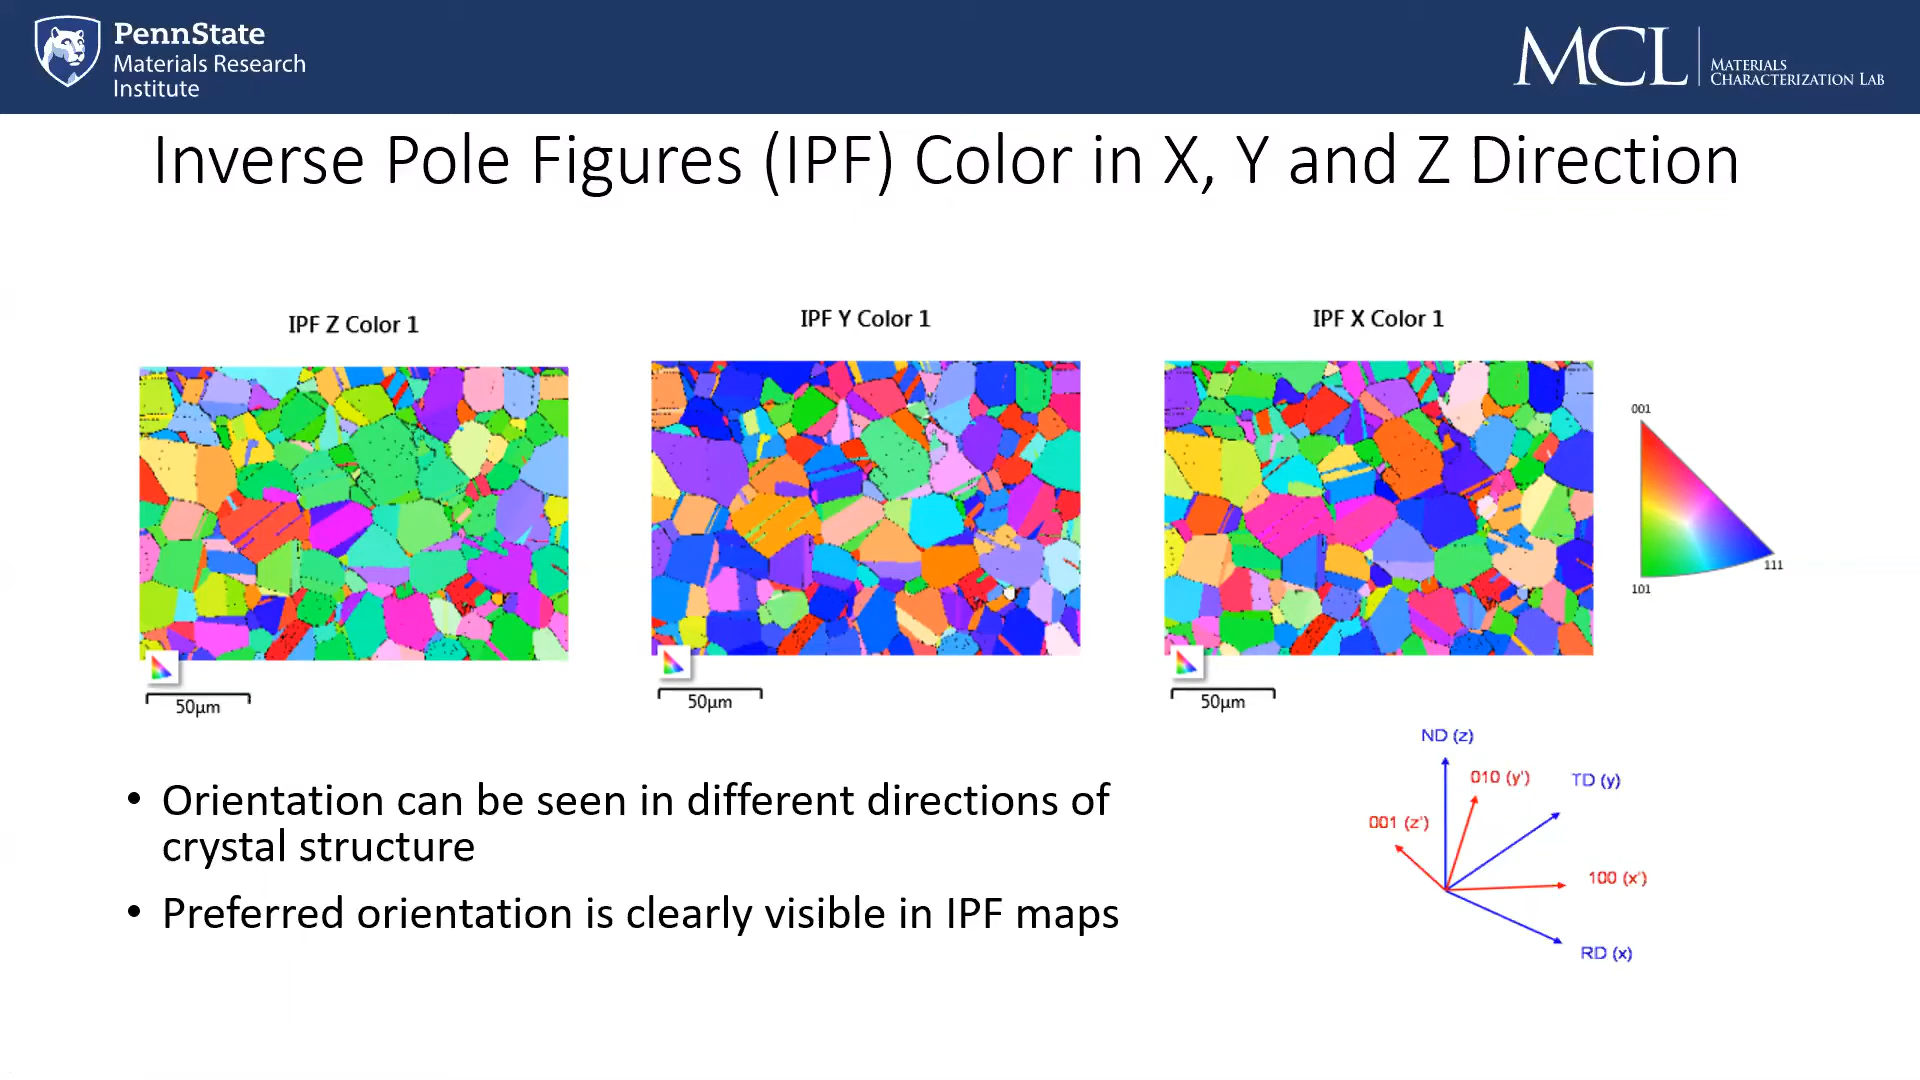 PennState
Materials Research
Institute
MCL
Materials
Characterization Lab
Inverse Pole Figures (IPF) Color in X, Y and Z Direction
IPF Z Color 1
IPF Y Color 1
IPF X Color 1
001
111
101
50µm
50µm
50µm
ND (z)
010 (y')
TD (y)
001 (z')
100 (x')
RD (x)
• Orientation can be seen in different directions of
crystal structure
• Preferred orientation is clearly visible in IPF maps